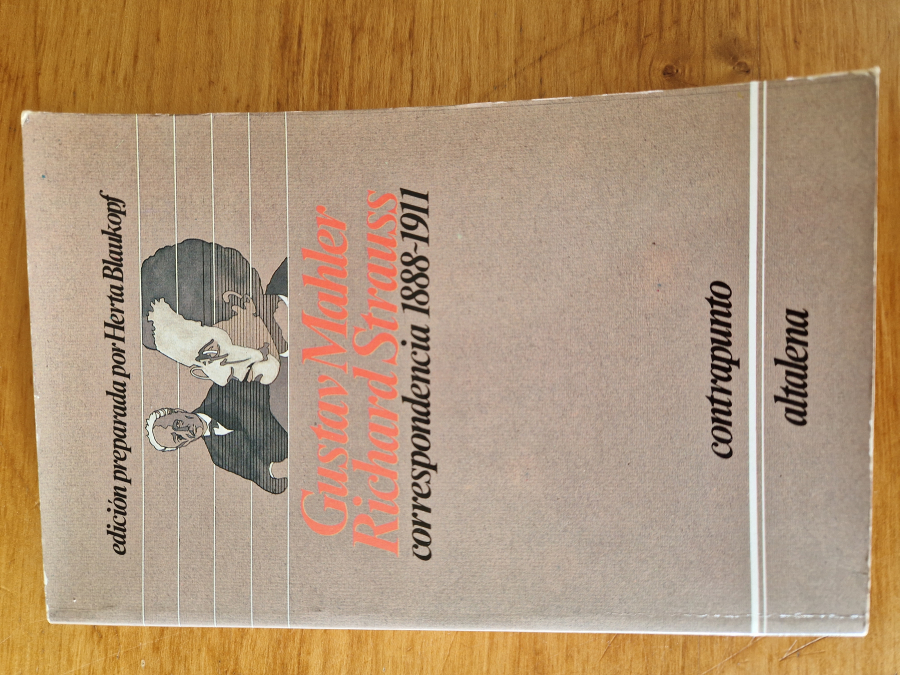 edición preparada por Herta Blaukopf
Gustav Mahler
Richard Strauss
correspondencia 1888-1911
contrapunto
altalena